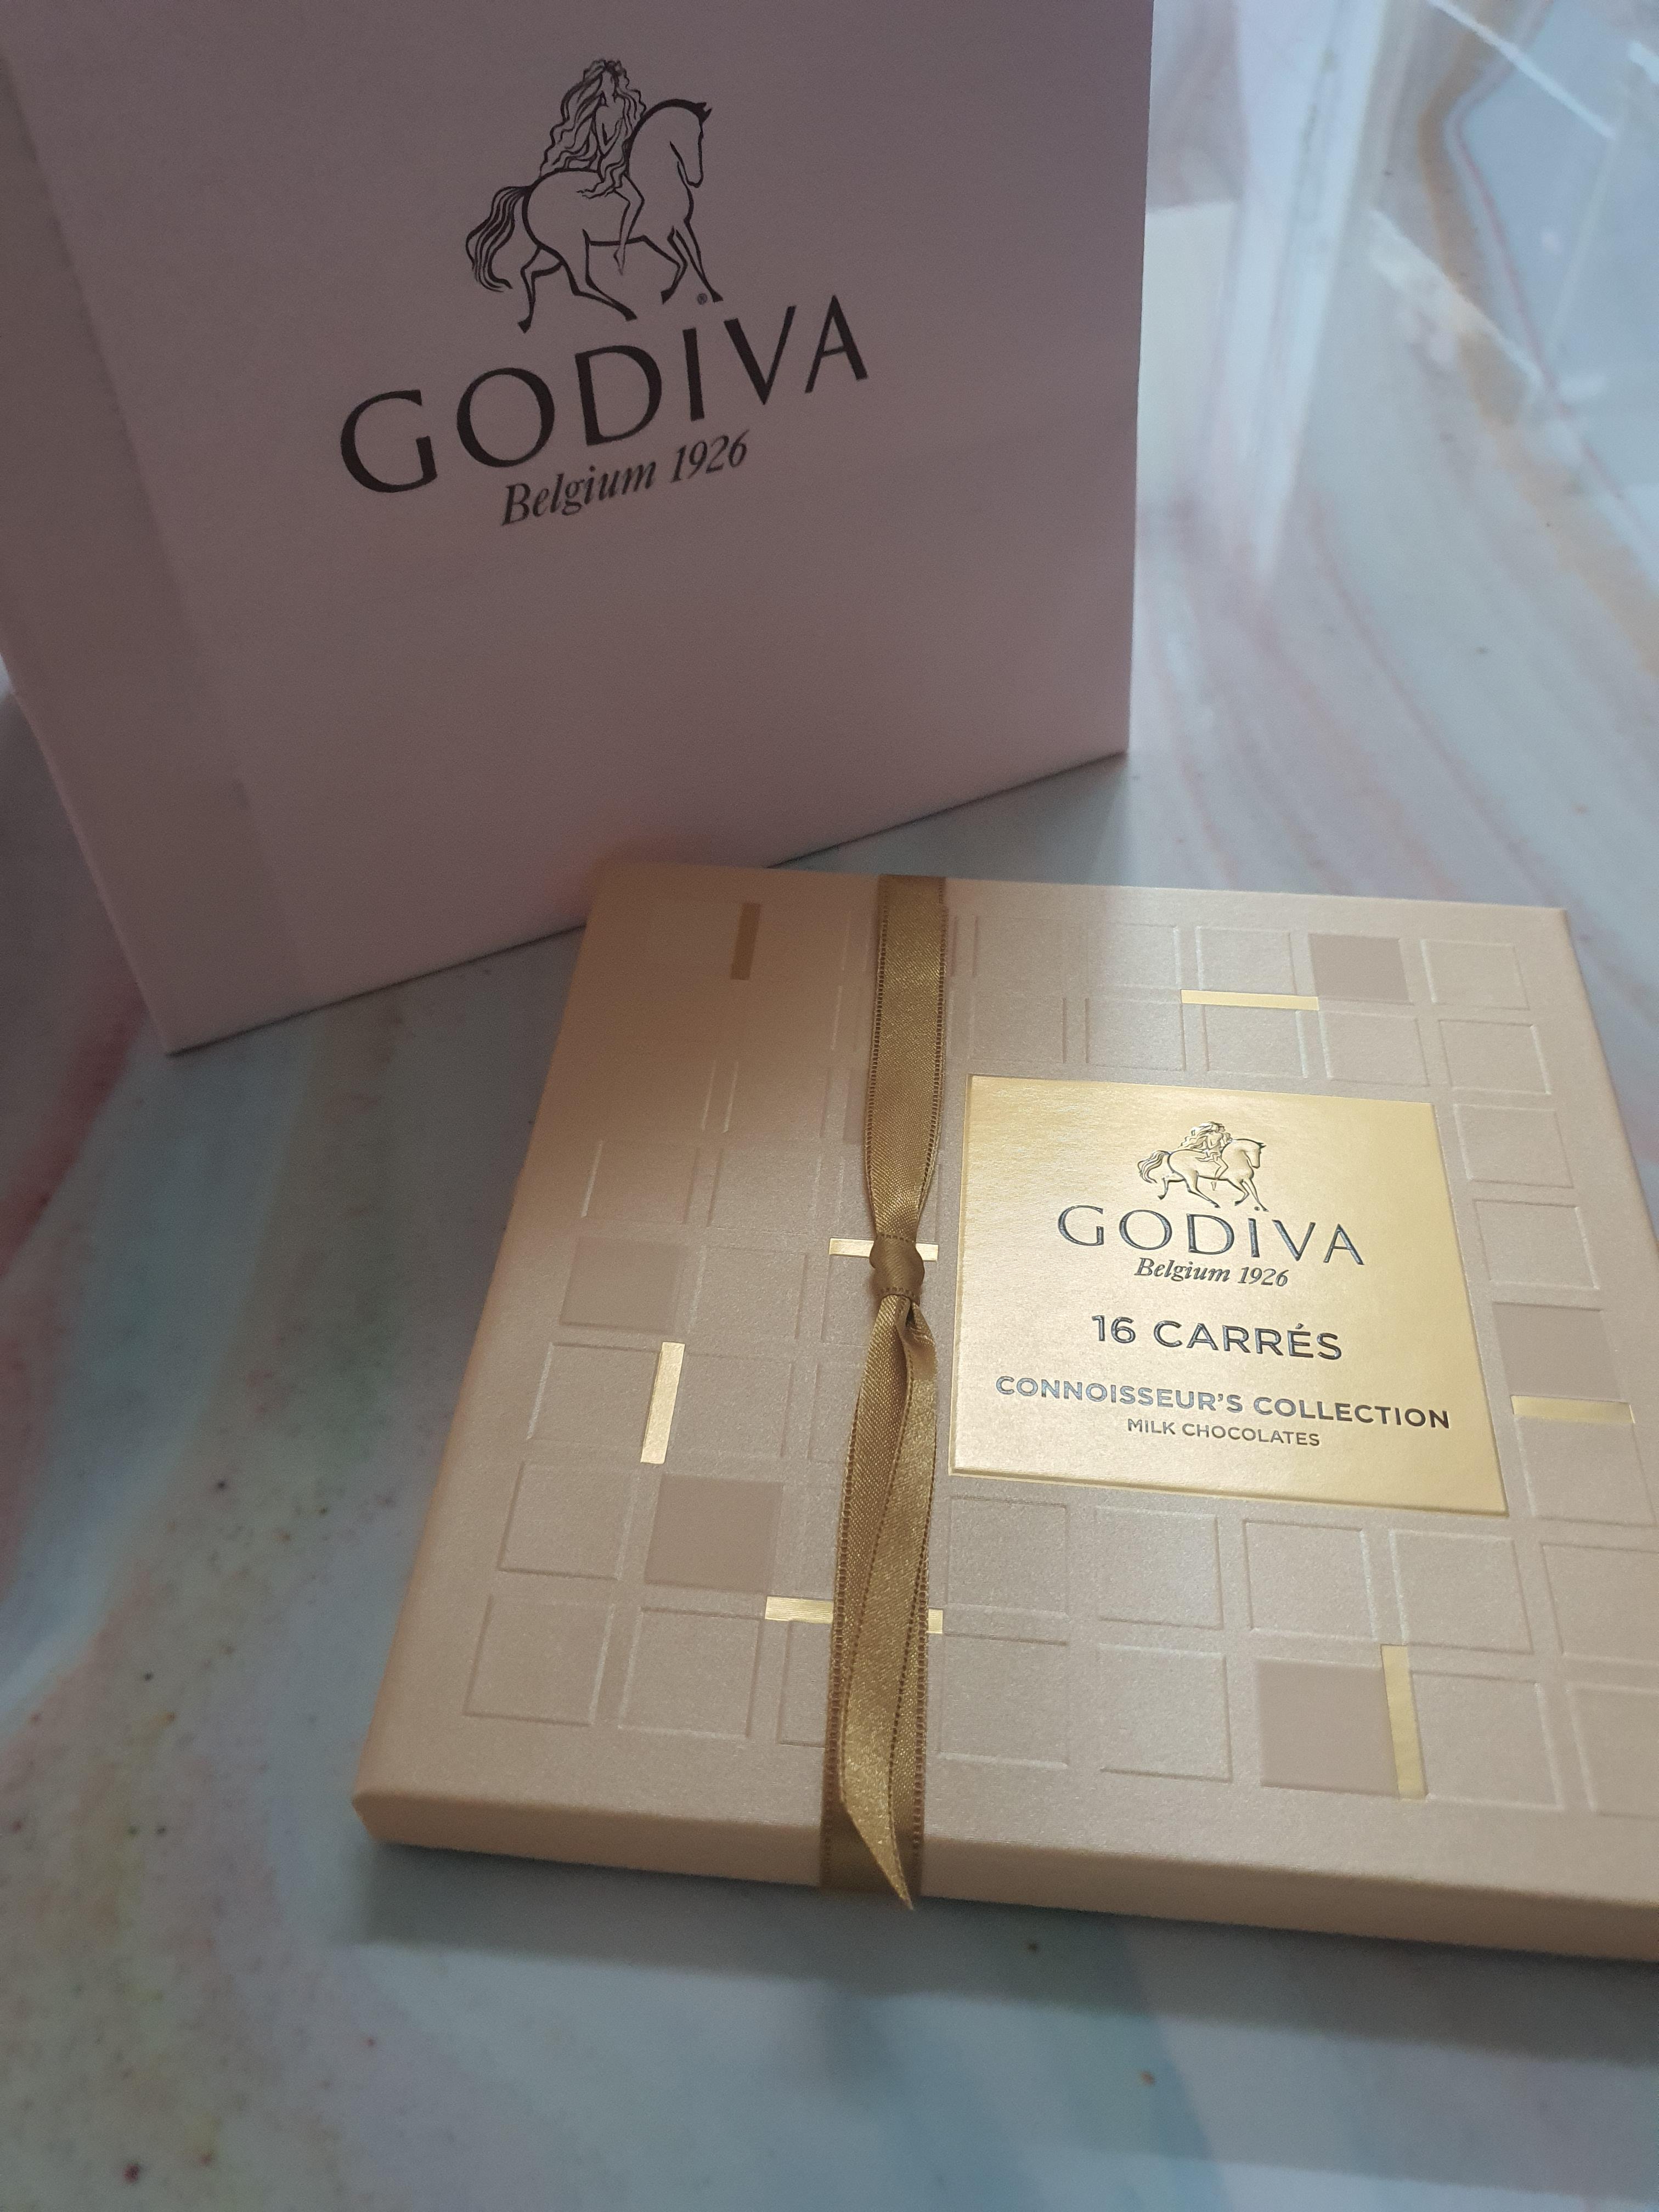 GODIVA
Belgium 1926
GODIVA
Belgium 1926
16 CARRÉS
CONNOISSEUR'S COLLECTION
MILK CHOCOLATES